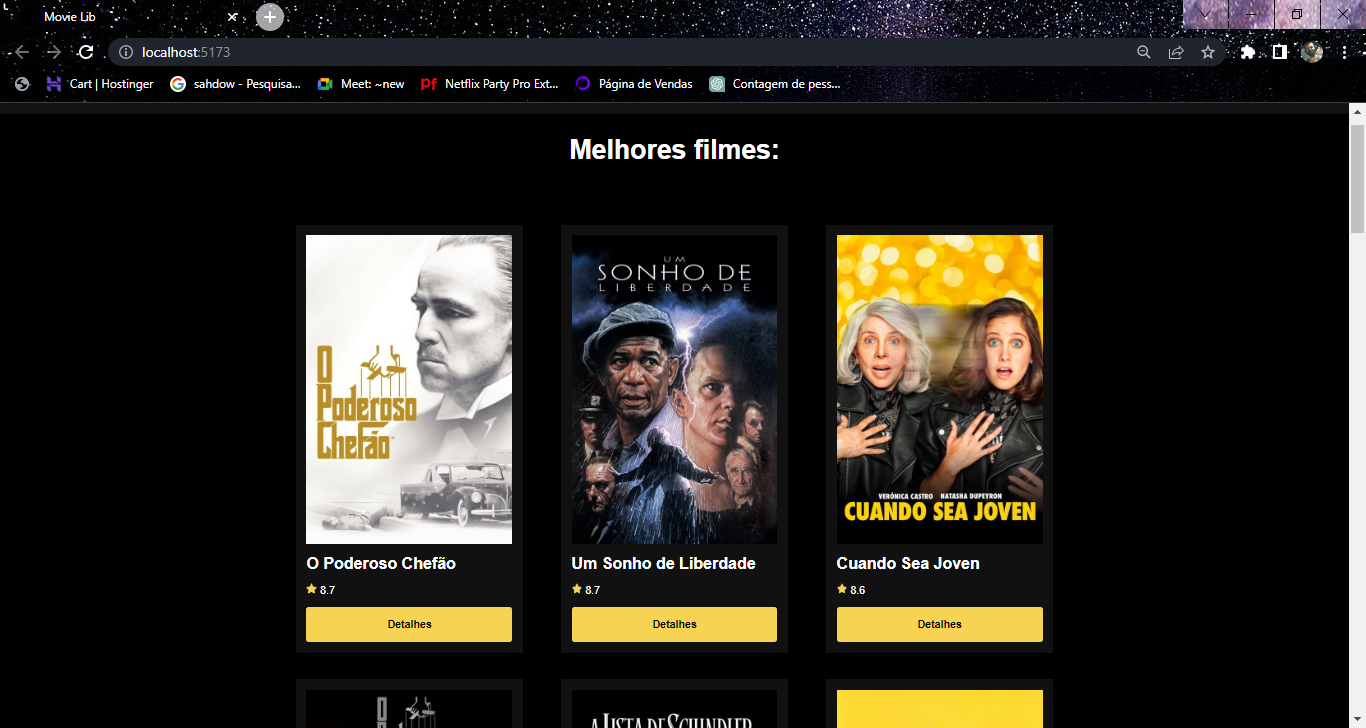 Movie Lib
localhost:5173
Cart | Hostinger
sahdow - Pesquisa...
Meet: ~new
pf Netflix Party Pro Ext...
Página de Vendas
Contagem de pess...
Melhores filmes:
O
Poderoso
Chefão
UM
SONHO DE
LIBERDADE
VERÓNICA CASTRO NATASHA DUPEYRON
CUANDO SEA JOVEN
O Poderoso Chefão
8.7
Detalhes
Um Sonho de Liberdade
8.7
Detalhes
Cuando Sea Joven
8.6
Detalhes
O
A LISTA DE SCHINDLER